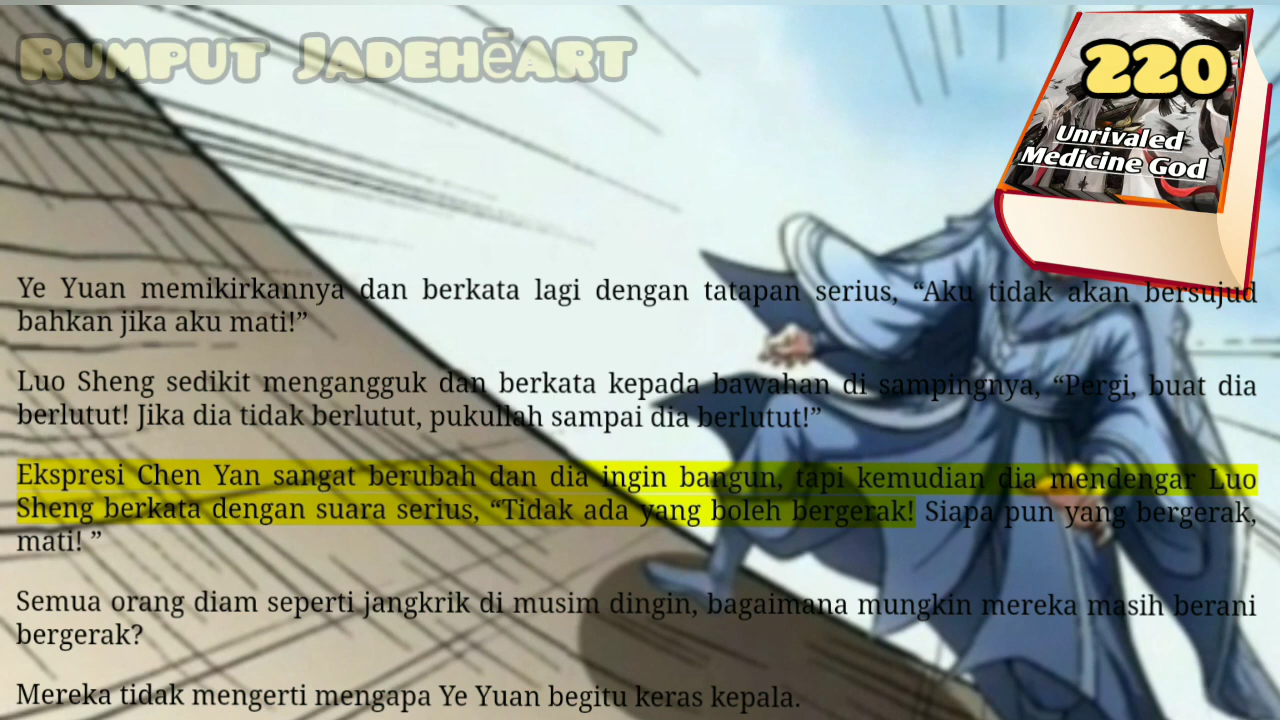 Rumput Jadehēart
220
Unrivaled
Medicine God
Ye Yuan memikirkannya dan berkata lagi dengan tatapan serius, “Aku tidak akan bersujud
bahkan jika aku mati!”
Luo Sheng sedikit mengangguk dan berkata kepada bawahan di sampingnya, “Pergi, buat dia
berlutut! Jika dia tidak berlutut, pukullah sampai dia berlutut!”
Ekspresi Chen Yan sangat berubah dan dia ingin bangun, tapi kemudian dia mendengar Luo
Sheng berkata dengan suara serius, “Tidak ada yang boleh bergerak! Siapa pun yang bergerak,
mati! ”
Semua orang diam seperti jangkrik di musim dingin, bagaimana mungkin mereka masih berani
bergerak?
Mereka tidak mengerti mengapa Ye Yuan begitu keras kepala.